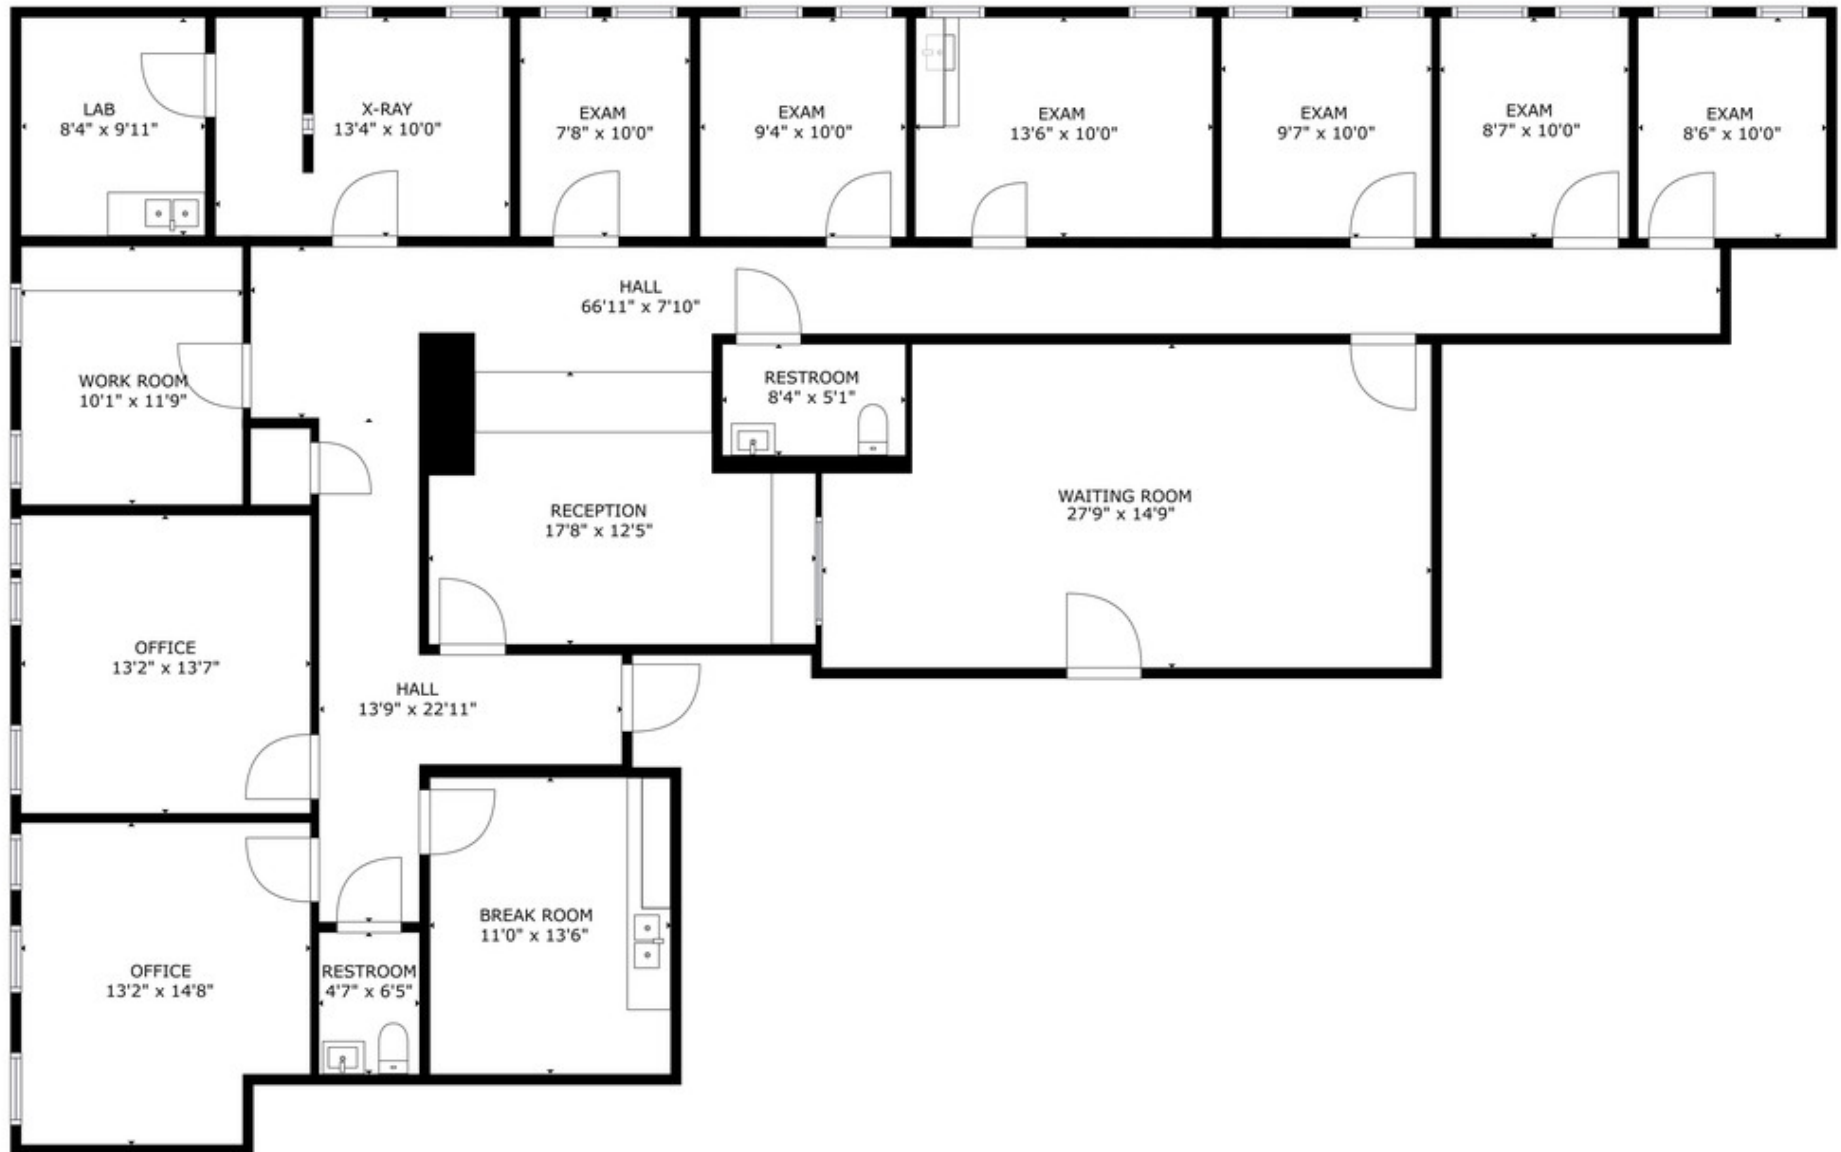 LAB
8'4" x 9'11"
X-RAY
13'4" x 10'0"
EXAM
7'8" x 10'0"
EXAM
9'4" x 10'0"
EXAM
13'6" x 10'0"
EXAM
9'7" x 10'0"
EXAM
8'7" x 10'0"
EXAM
8'6" x 10'0"
HALL
66'11" x 7'10"
WORK ROOM
10'1" x 11'9"
RESTROOM
8'4" x 5'1"
RECEPTION
17'8" x 12'5"
WAITING ROOM
27'9" x 14'9"
OFFICE
13'2" x 13'7"
HALL
13'9" x 22'11"
OFFICE
13'2" x 14'8"
RESTROOM
4'7" x 6'5"
BREAK ROOM
11'0" x 13'6"